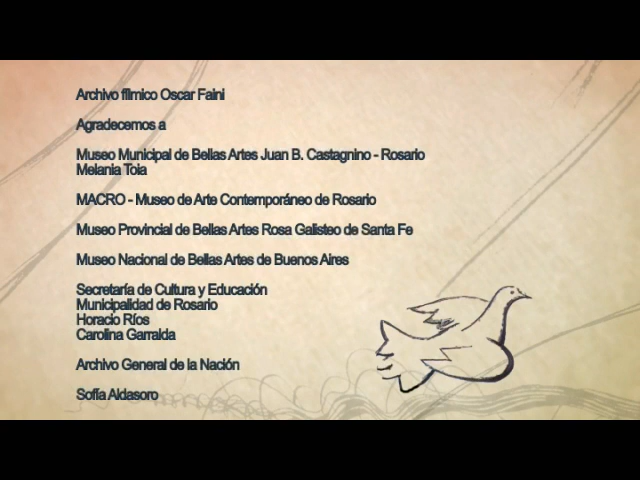 Archivo fílmico Oscar Faini
Agradecemos a
Museo Municipal de Bellas Artes Juan B. Castagnino - Rosario
Melania Toia
MACRO - Museo de Arte Contemporáneo de Rosario
Museo Provincial de Bellas Artes Rosa Galisteo de Santa Fe
Museo Nacional de Bellas Artes de Buenos Aires
Secretaría de Cultura y Educación
Municipalidad de Rosario
Horacio Ríos
Carolina Garralda
Archivo General de la Nación
Sofía Aldasoro